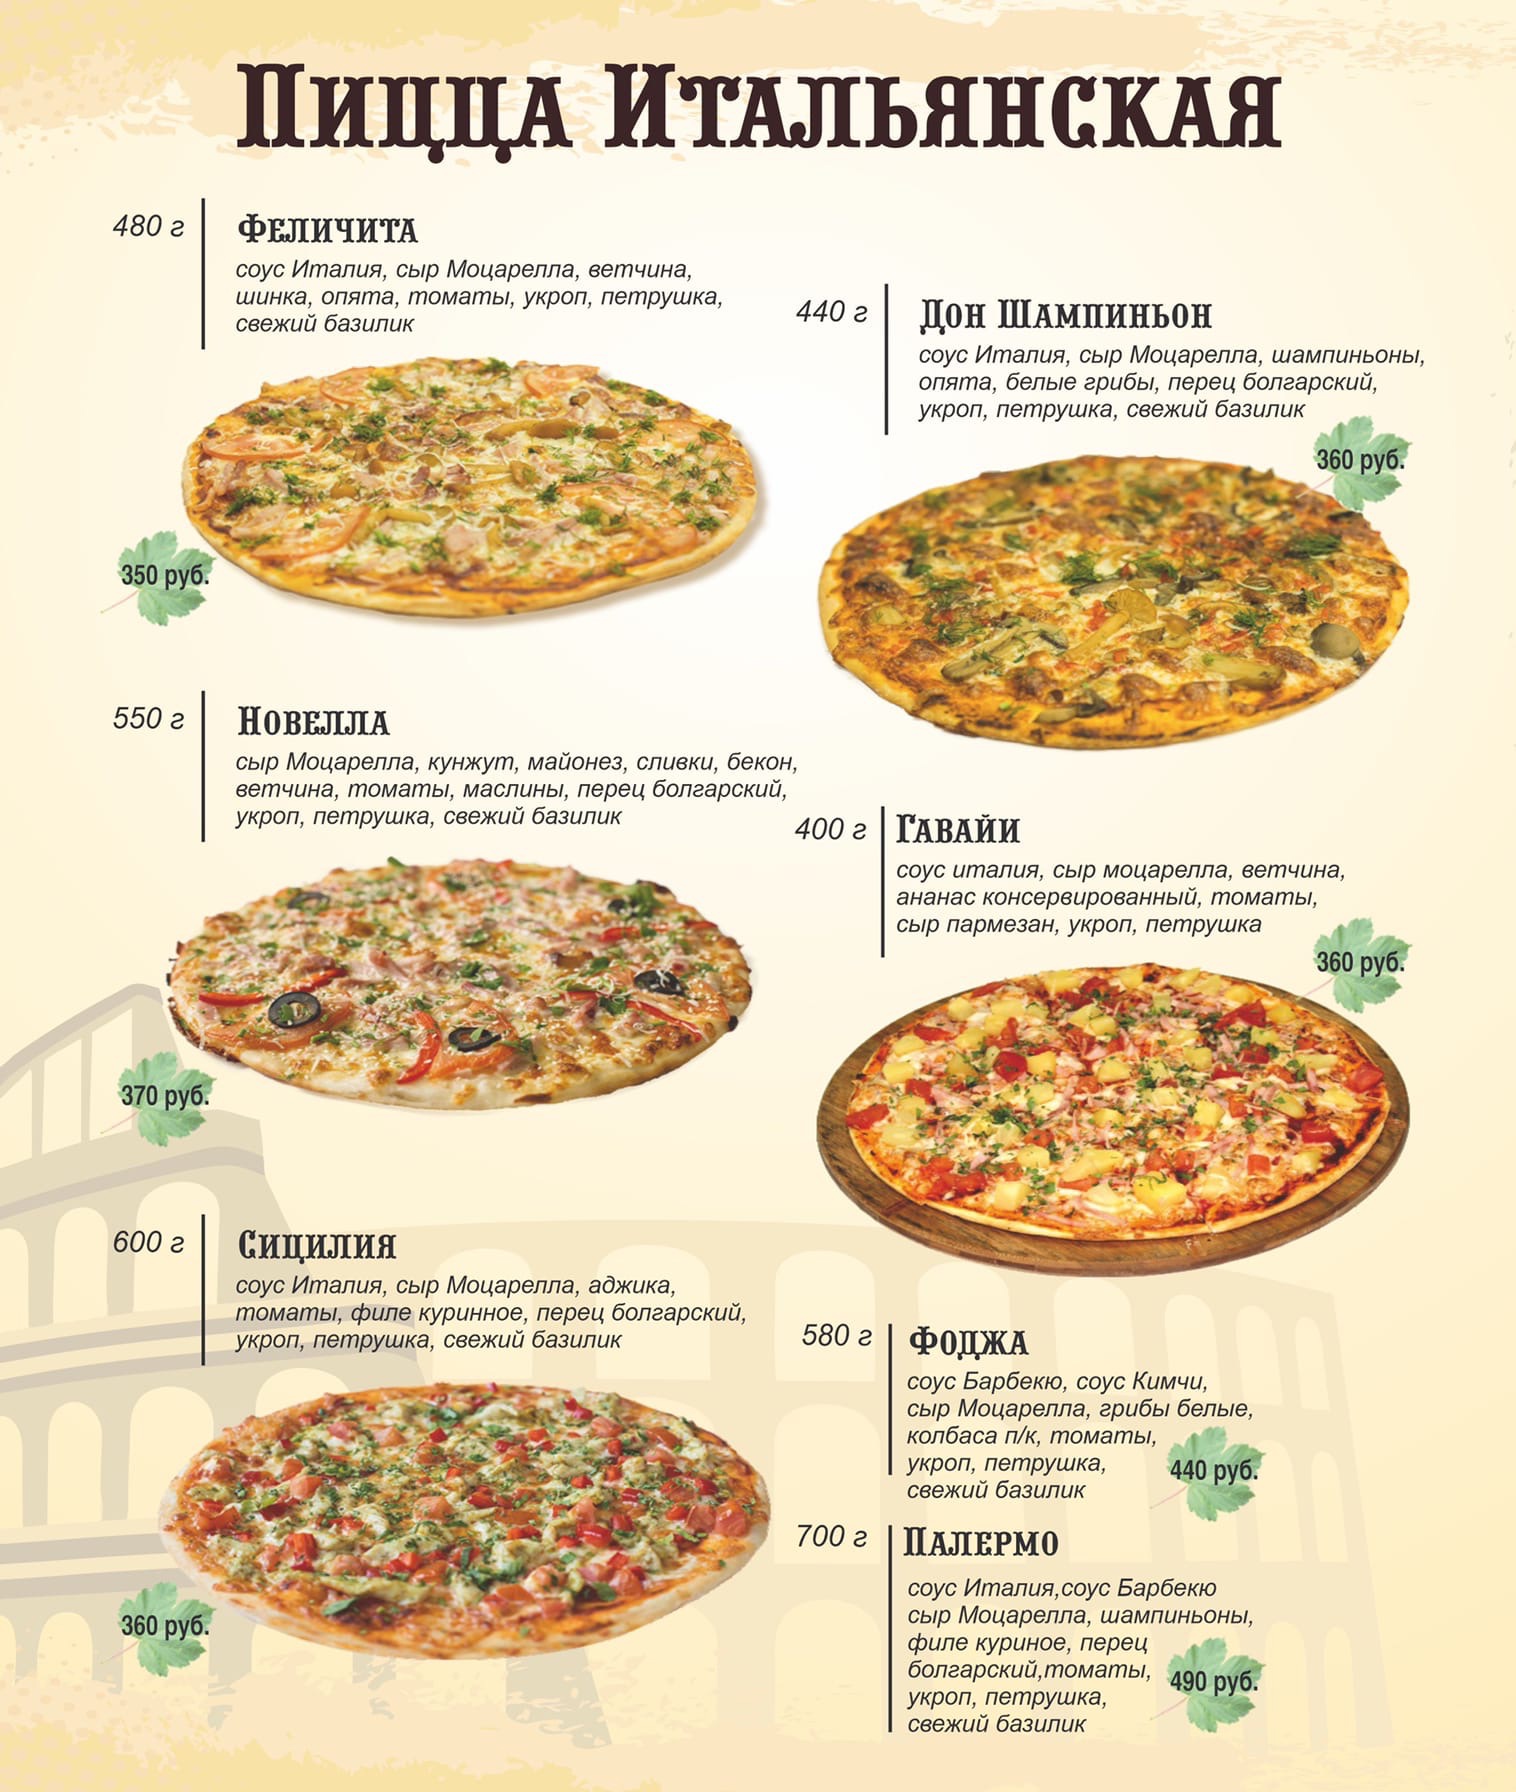 Пицца Итальянская
480 г
Феличита
соус Италия, сыр Моцарелла, ветчина,
шинка, опята, томаты, укроп, петрушка,
свежий базилик
350 руб.
440 г
Дон Шампиньон
соус Италия, сыр Моцарелла, шампиньоны,
опята, белые грибы, перец болгарский,
укроп, петрушка, свежий базилик
360 руб.
550 г
Новелла
сыр Моцарелла, кунжут, майонез, сливки, бекон,
ветчина, томаты, маслины, перец болгарский,
укроп, петрушка, свежий базилик
370 руб.
400 г
Гавайи
соус италия, сыр моцарелла, ветчина,
ананас консервированный, томаты,
сыр пармезан, укроп, петрушка
360 руб.
600 г
Сицилия
соус Италия, сыр Моцарелла, аджика,
томаты, филе куринное, перец болгарский,
укроп, петрушка, свежий базилик
360 руб.
580 г
Фоджа
соус Барбекю, соус Кимчи,
сыр Моцарелла, грибы белые,
колбаса п/к, томаты,
укроп, петрушка,
свежий базилик
440 руб.
700 г
Палермо
соус Италия,соус Барбекю
сыр Моцарелла, шампиньоны,
филе куриное, перец
болгарский,томаты,
укроп, петрушка,
свежий базилик
490 руб.